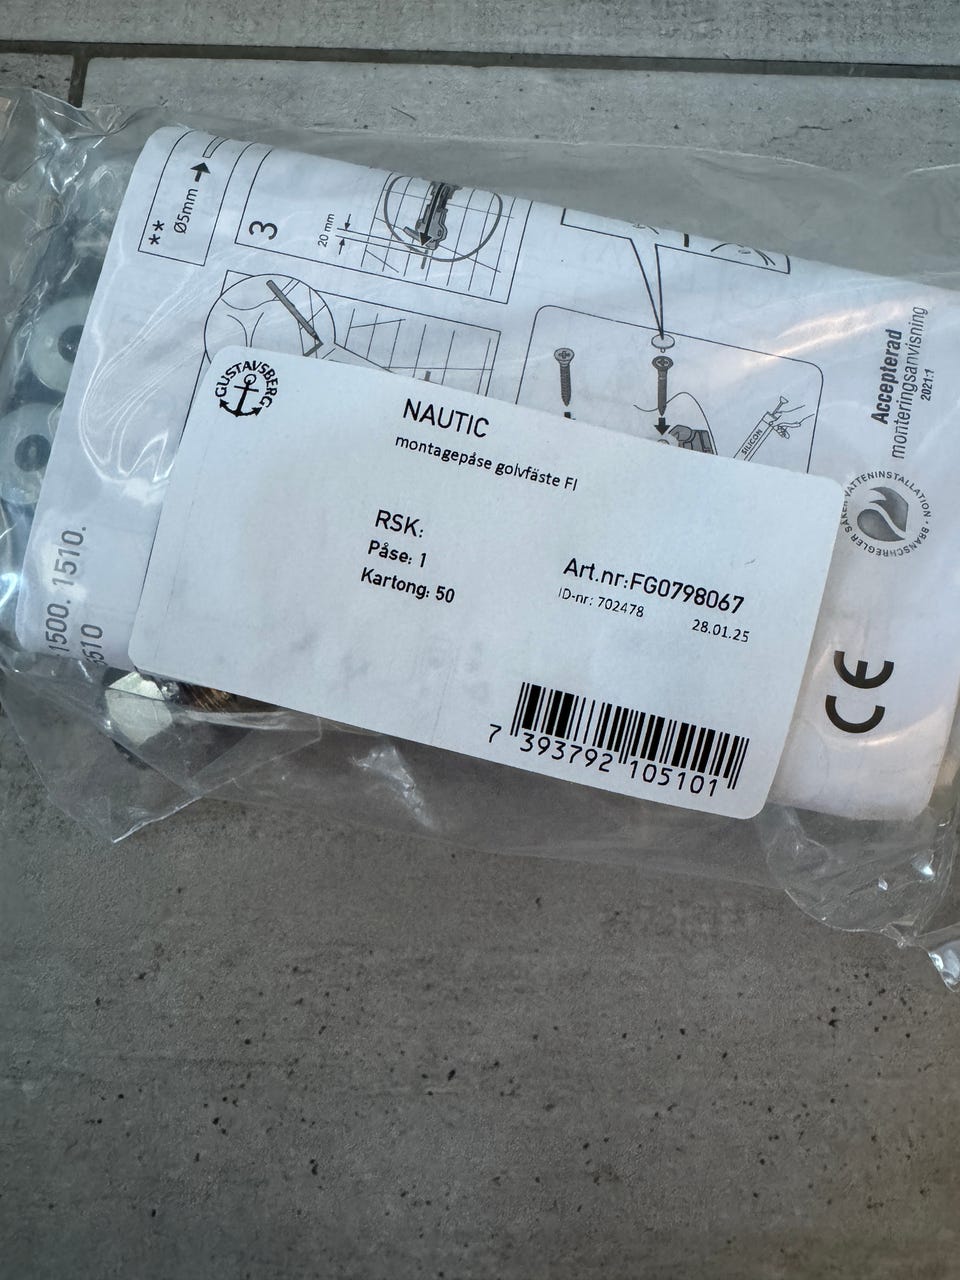 **
Ø5mm
3
20 mm
SILICON
Accepterad
monteringsanvisning
2021:1
VATTENINSTALLATION • BRANSCHREGLER SÄKER
GUSTAVSBERG
NAUTIC
montagepåse golvfäste FI
RSK:
Påse: 1
Kartong: 50
Art.nr:FG0798067
ID-nr: 702478
28.01.25
7 393792 105101
1500. 1510.
CE